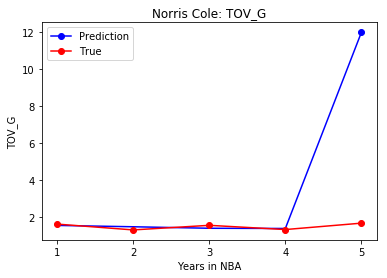 Norris Cole: TOV_G
Prediction
True
12
10
8
6
4
2
TOV_G
1 2 3 4 5
Years in NBA